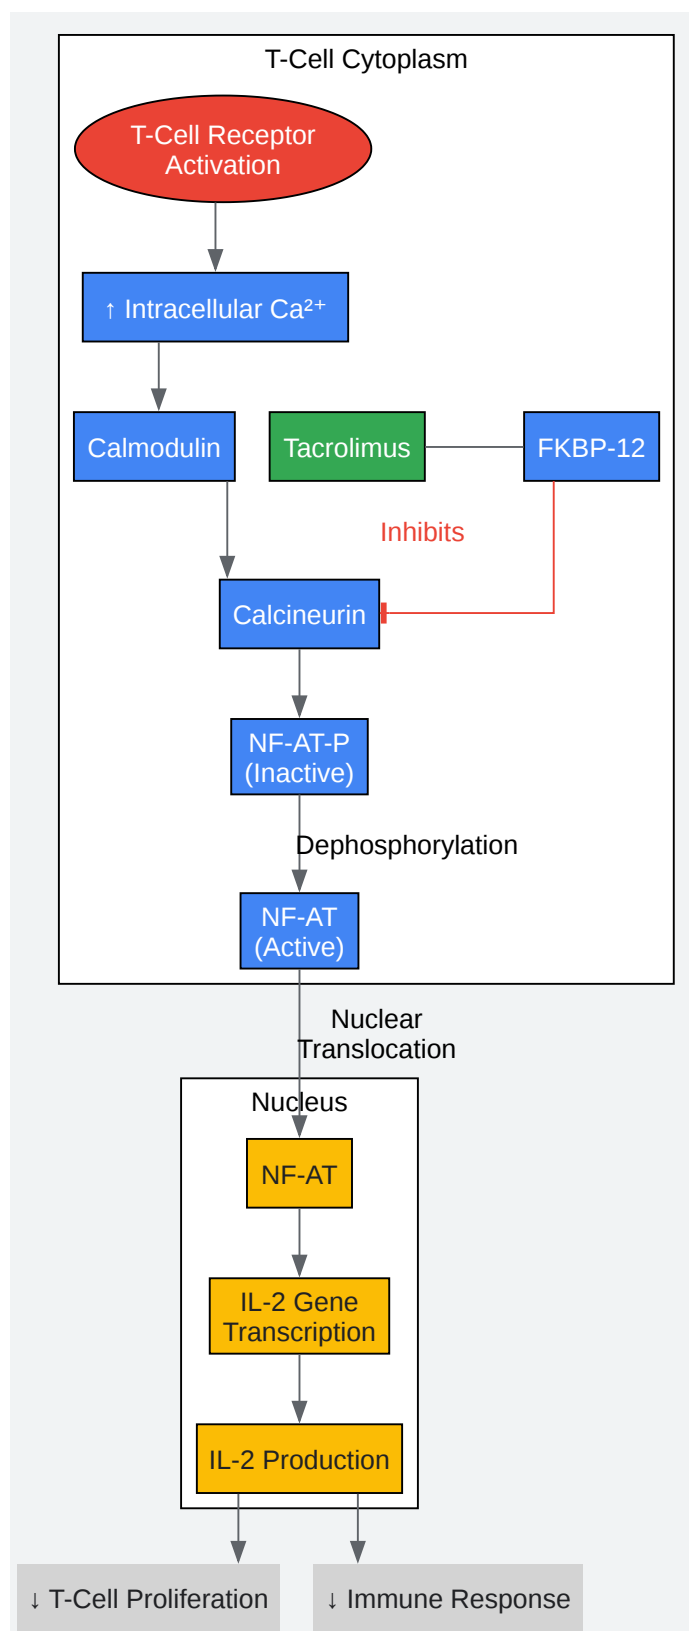 T-Cell Cytoplasm
T-Cell Receptor
Activation
↑ Intracellular Ca²⁺
Calmodulin
Tacrolimus
FKBP-12
Inhibits
Calcineurin
NF-AT-P
(Inactive)
Dephosphorylation
NF-AT
(Active)
Nuclear
Translocation
Nucleus
NF-AT
IL-2 Gene
Transcription
IL-2 Production
↓ T-Cell Proliferation
↓ Immune Response